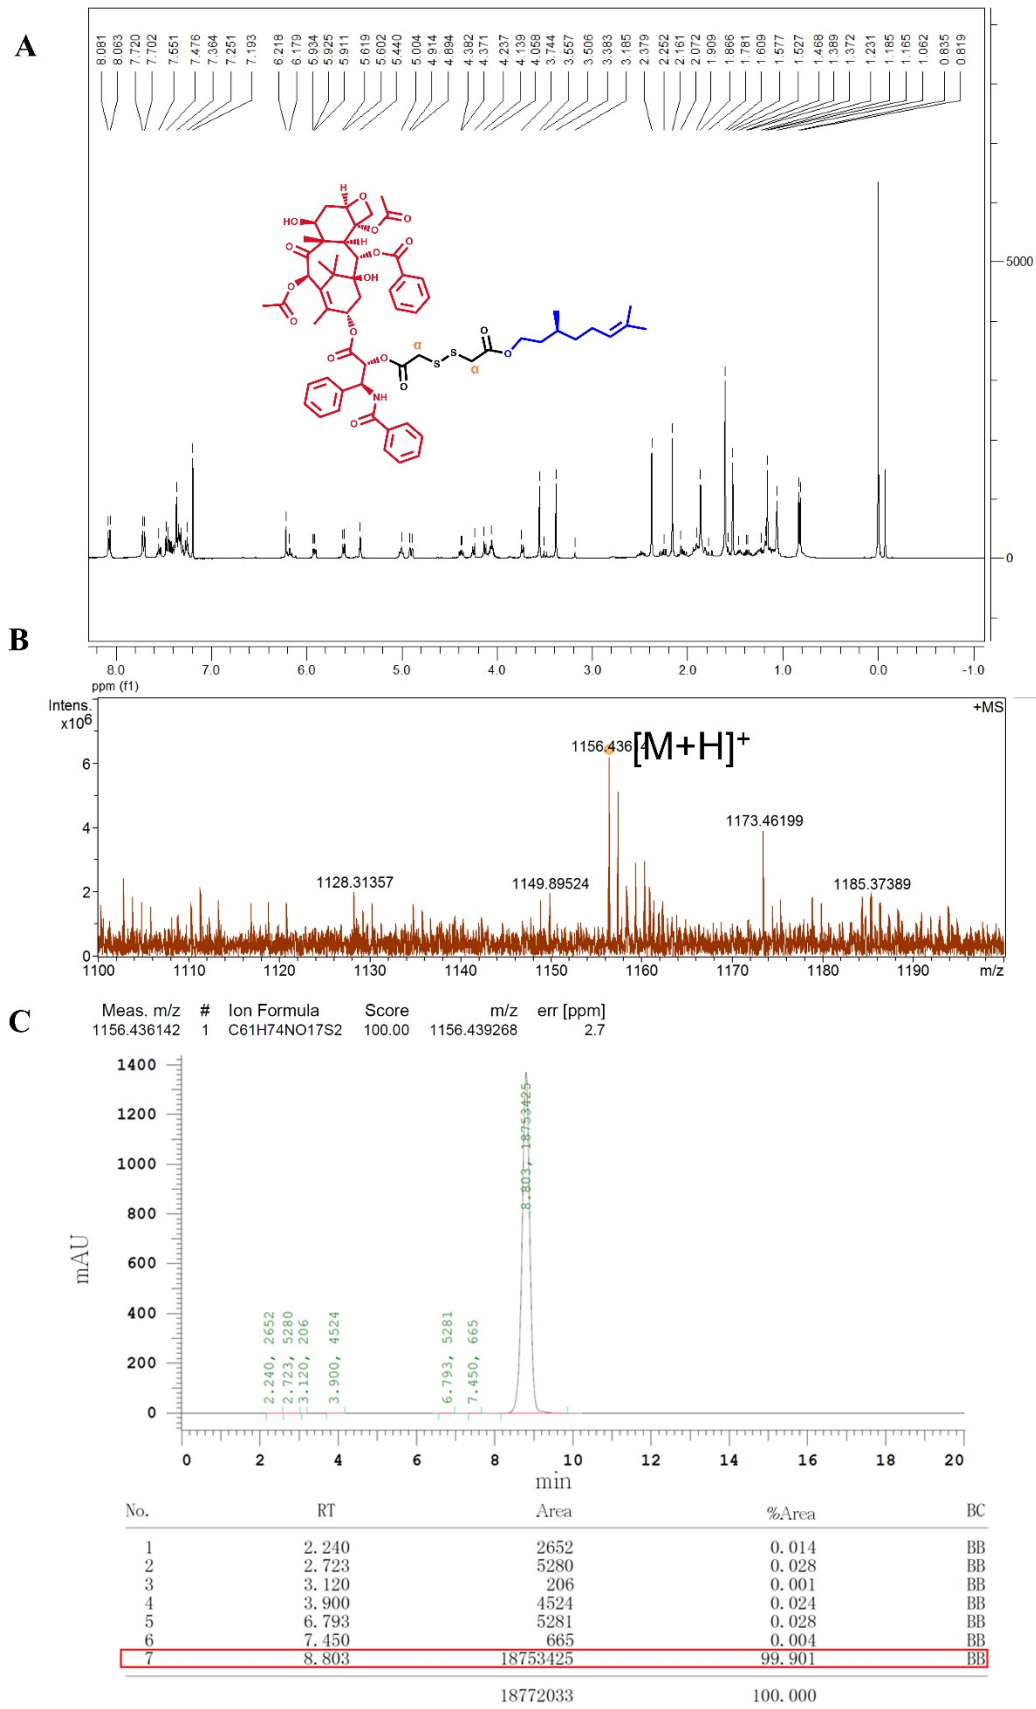 A
8.081 8.063 7.720 7.702 7.551 7.476 7.364 7.251 7.193 6.218 6.179 5.934 5.925 5.911 5.619 5.602 5.440 5.004 4.914 4.894 4.382 4.371 4.237 4.139 4.058 3.744 3.557 3.506 3.383 3.185 2.379 2.252 2.161 2.072 1.909 1.866 1.781 1.609 1.577 1.527 1.468 1.389 1.372 1.231 1.185 1.165 1.062 0.835 0.819
H
O
HO
O
O
H
O
O
O
O
OH
O
O
O
O
O
O
α
S
S
α
O
O
O
O
NH
O
5000
0
8.0 7.0 6.0 5.0 4.0 3.0 2.0 1.0 0.0 -1.0
ppm (f1)
B
Intens.
x10⁶
+MS
1156.436
[M+H]⁺
6
4
2
0
1128.31357
1149.89524
1173.46199
1185.37389
1100 1110 1120 1130 1140 1150 1160 1170 1180 1190 m/z
Meas. m/z # Ion Formula Score m/z err [ppm]
1156.436142 1 C61H74NO17S2 100.00 1156.439268 2.7
C
1400
1200
1000
800
600
400
200
0
mAU
2.240, 2652
2.723, 5280
3.120, 206
3.900, 4524
6.793, 5281
7.450, 665
8.803, 18753425
0 2 4 6 8 10 12 14 16 18 20
min
No. RT Area %Area BC
1 2.240 2652 0.014 BB
2 2.723 5280 0.028 BB
3 3.120 206 0.001 BB
4 3.900 4524 0.024 BB
5 6.793 5281 0.028 BB
6 7.450 665 0.004 BB
7 8.803 18753425 99.901 BB
18772033 100.000